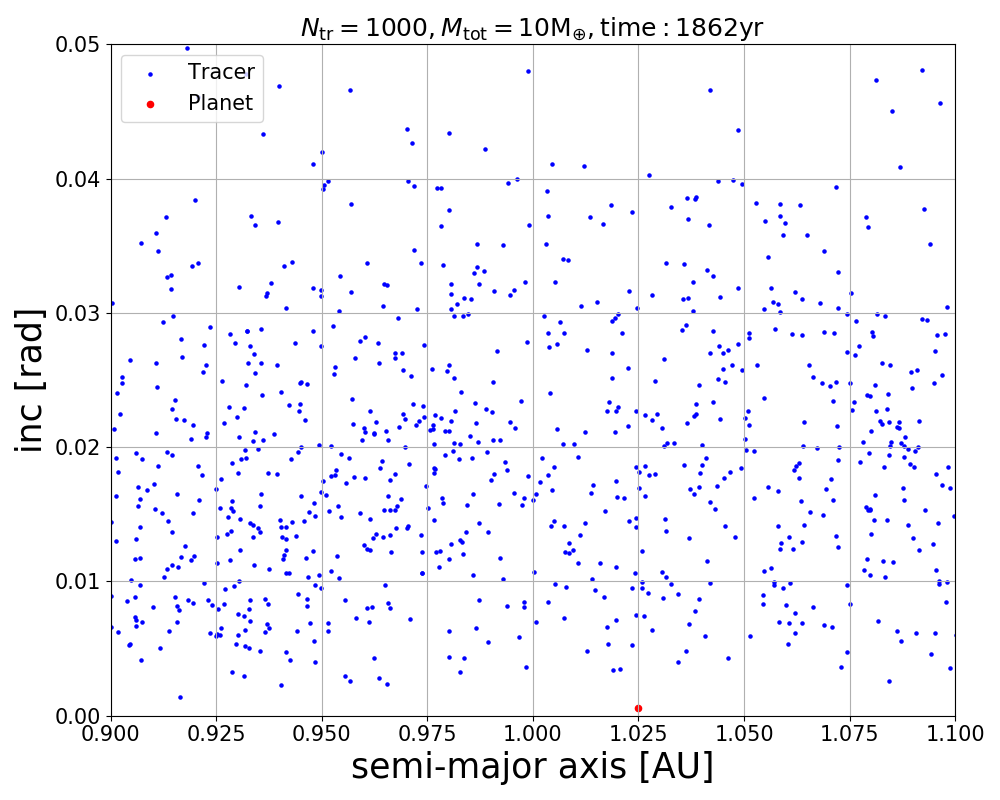 N_tr = 1000, M_tot = 10M_⊕, time : 1862yr
Tracer
Planet
inc [rad]
0.05
0.04
0.03
0.02
0.01
0.00
0.900 0.925 0.950 0.975 1.000 1.025 1.050 1.075 1.100
semi-major axis [AU]